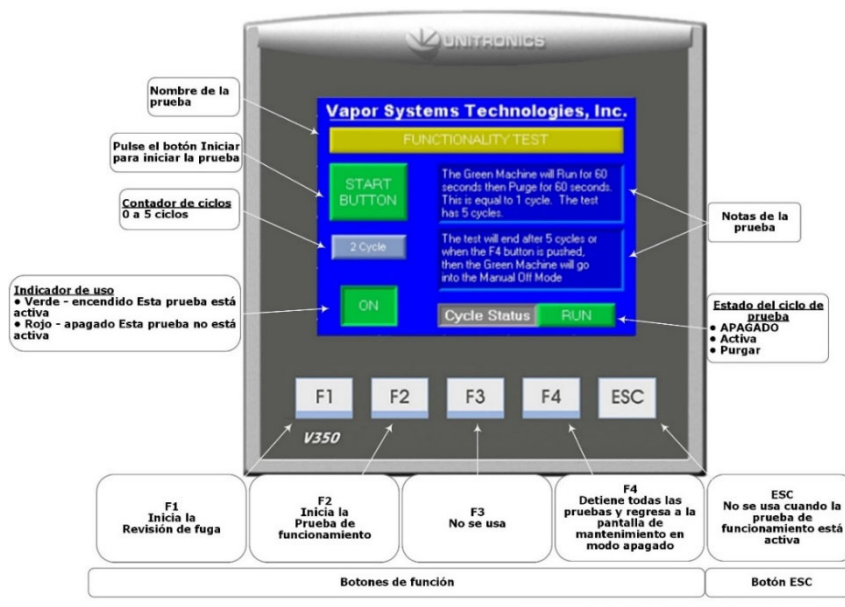 UNITRONICS
Nombre de la
prueba
Vapor Systems Technologies, Inc.
FUNCTIONALITY TEST
Pulse el botón Iniciar
para iniciar la prueba
START
BUTTON
The Green Machine will Run for 60
seconds then Purge for 60 seconds.
This is equal to 1 cycle. The test
has 5 cycles.
Contador de ciclos
0 a 5 ciclos
2 Cycle
The test will end after 5 cycles or
when the F4 button is pushed,
then the Green Machine will go
into the Manual Off Mode
Notas de la
prueba
Indicador de uso
● Verde - encendido Esta prueba está
activa
● Rojo - apagado Esta prueba no está
activa
ON
Cycle Status
RUN
Estado del ciclo de
prueba
● APAGADO
● Activa
● Purgar
F1
F2
F3
F4
ESC
V350
F1
Inicia la
Revisión de fuga
F2
Inicia la
Prueba de
funcionamiento
F3
No se usa
F4
Detiene todas las
pruebas y regresa a la
pantalla de
mantenimiento en
modo apagado
ESC
No se usa cuando la
prueba de
funcionamiento está
activa
Botones de función
Botón ESC